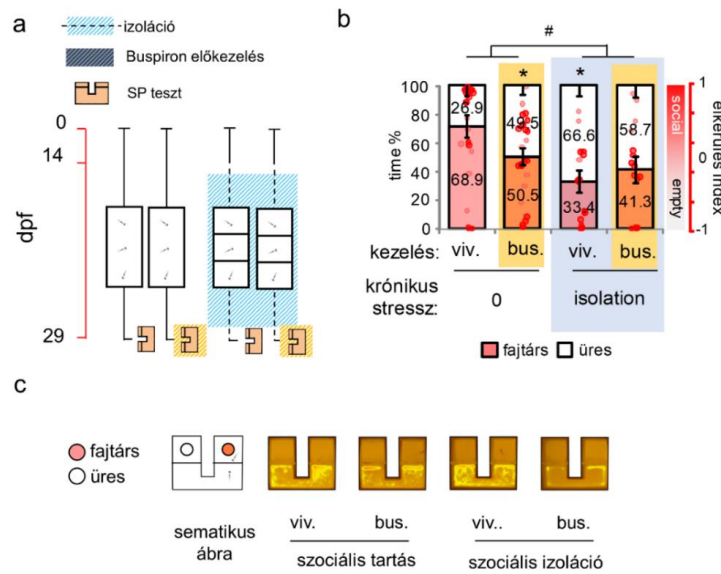 a
izoláció
Buspiron előkezelés
SP teszt
0
14
dpf
29
b
#
*
*
100
80
60
40
20
0
time %
26.9
49.5
66.6
58.7
68.9
50.5
33.4
41.3
social
empty
1
0
-1
elkerülés index
kezelés: viv. bus. viv. bus.
krónikus stressz:
0
isolation
fajtárs
üres
c
fajtárs
üres
sematikus ábra
viv. bus. viv.. bus.
szociális tartás
szociális izoláció